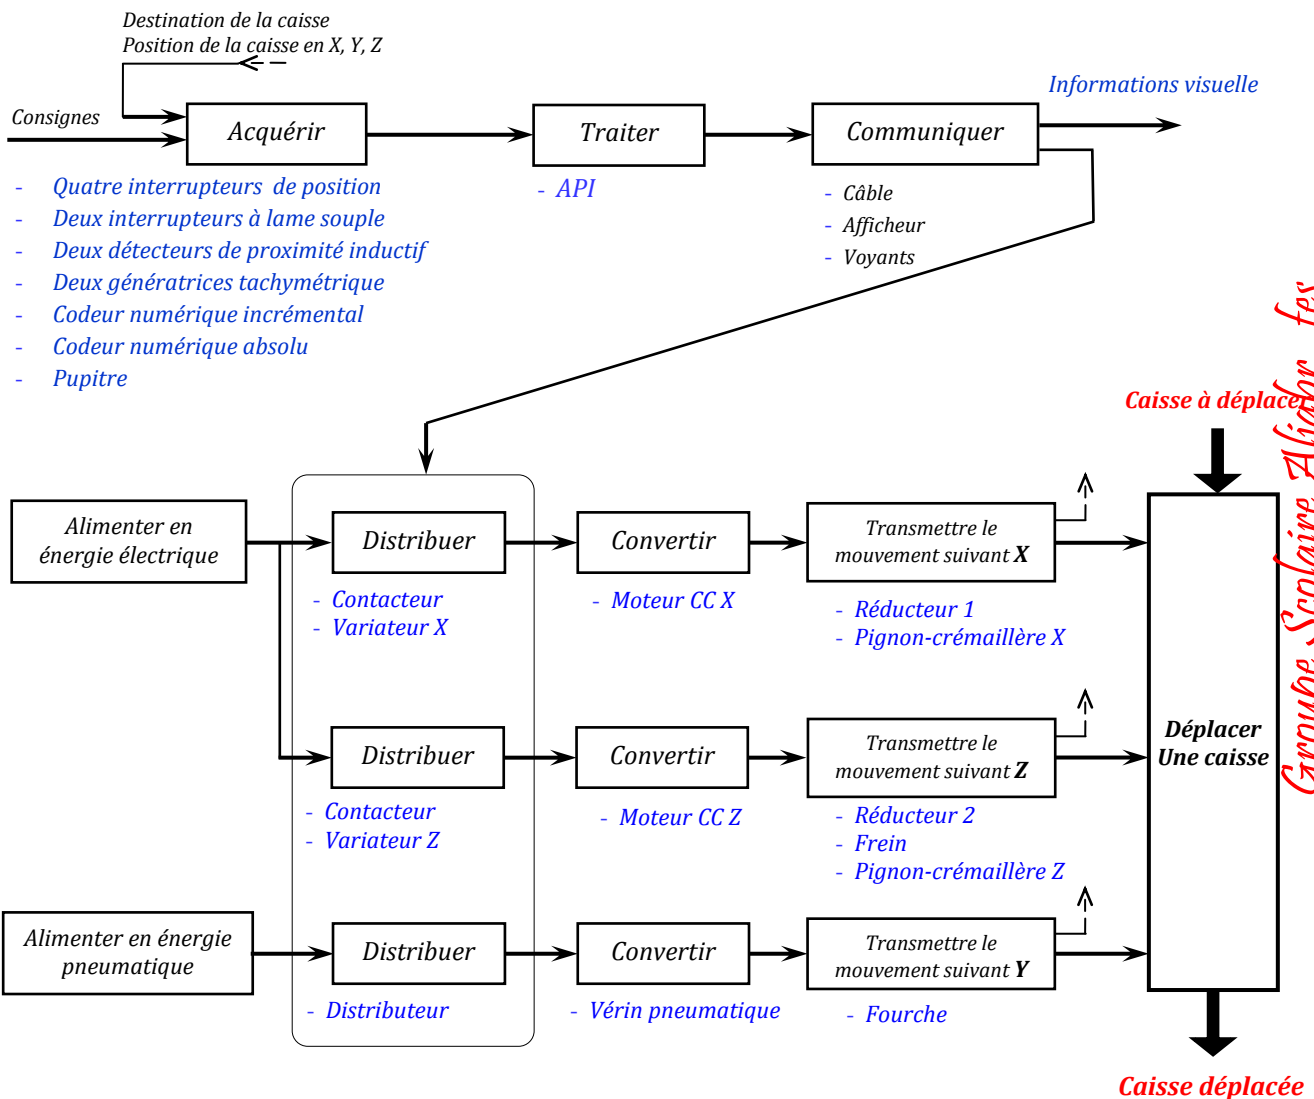 Destination de la caisse
Position de la caisse en X, Y, Z
Consignes
Acquérir
Traiter
Communiquer
Informations visuelle
- Quatre interrupteurs de position
- Deux interrupteurs à lame souple
- Deux détecteurs de proximité inductif
- Deux génératrices tachymétrique
- Codeur numérique incrémental
- Codeur numérique absolu
- Pupitre
- API
- Câble
- Afficheur
- Voyants
Caisse à déplacer
Alimenter en
énergie électrique
Distribuer
- Contacteur
- Variateur X
Convertir
- Moteur CC X
Transmettre le
mouvement suivant X
- Réducteur 1
- Pignon-crémaillère X
Distribuer
- Contacteur
- Variateur Z
Convertir
- Moteur CC Z
Transmettre le
mouvement suivant Z
- Réducteur 2
- Frein
- Pignon-crémaillère Z
Déplacer
Une caisse
Alimenter en énergie
pneumatique
Distribuer
- Distributeur
Convertir
- Vérin pneumatique
Transmettre le
mouvement suivant Y
- Fourche
Caisse déplacée
Groupe Scolaire Aliabr fes